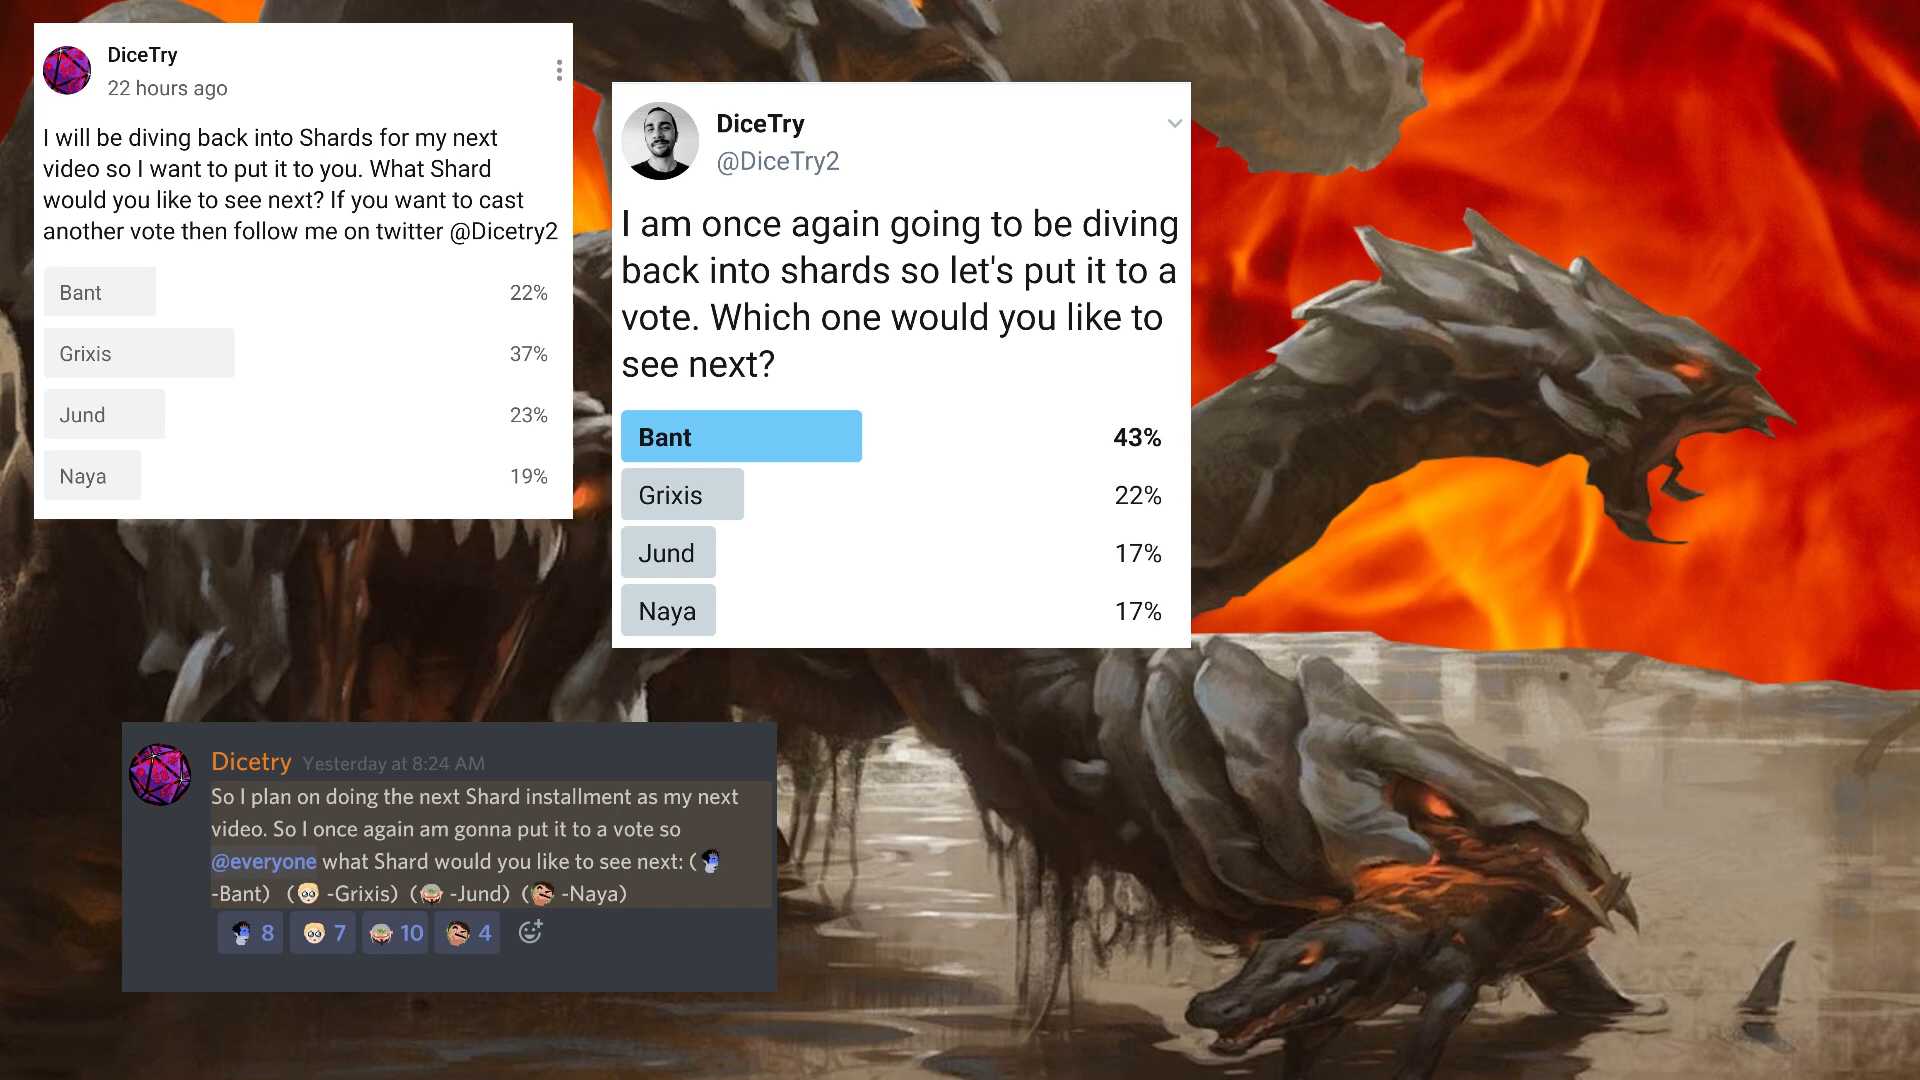 DiceTry
22 hours ago
I will be diving back into Shards for my next
video so I want to put it to you. What Shard
would you like to see next? If you want to cast
another vote then follow me on twitter @Dicetry2
Bant 22%
Grixis 37%
Jund 23%
Naya 19%
DiceTry
@DiceTry2
I am once again going to be diving
back into shards so let's put it to a
vote. Which one would you like to
see next?
Bant 43%
Grixis 22%
Jund 17%
Naya 17%
Dicetry Yesterday at 8:24 AM
So I plan on doing the next Shard installment as my next
video. So I once again am gonna put it to a vote so
@everyone what Shard would you like to see next: (
-Bant) ( -Grixis) ( -Jund) ( -Naya)
8 7 10 4